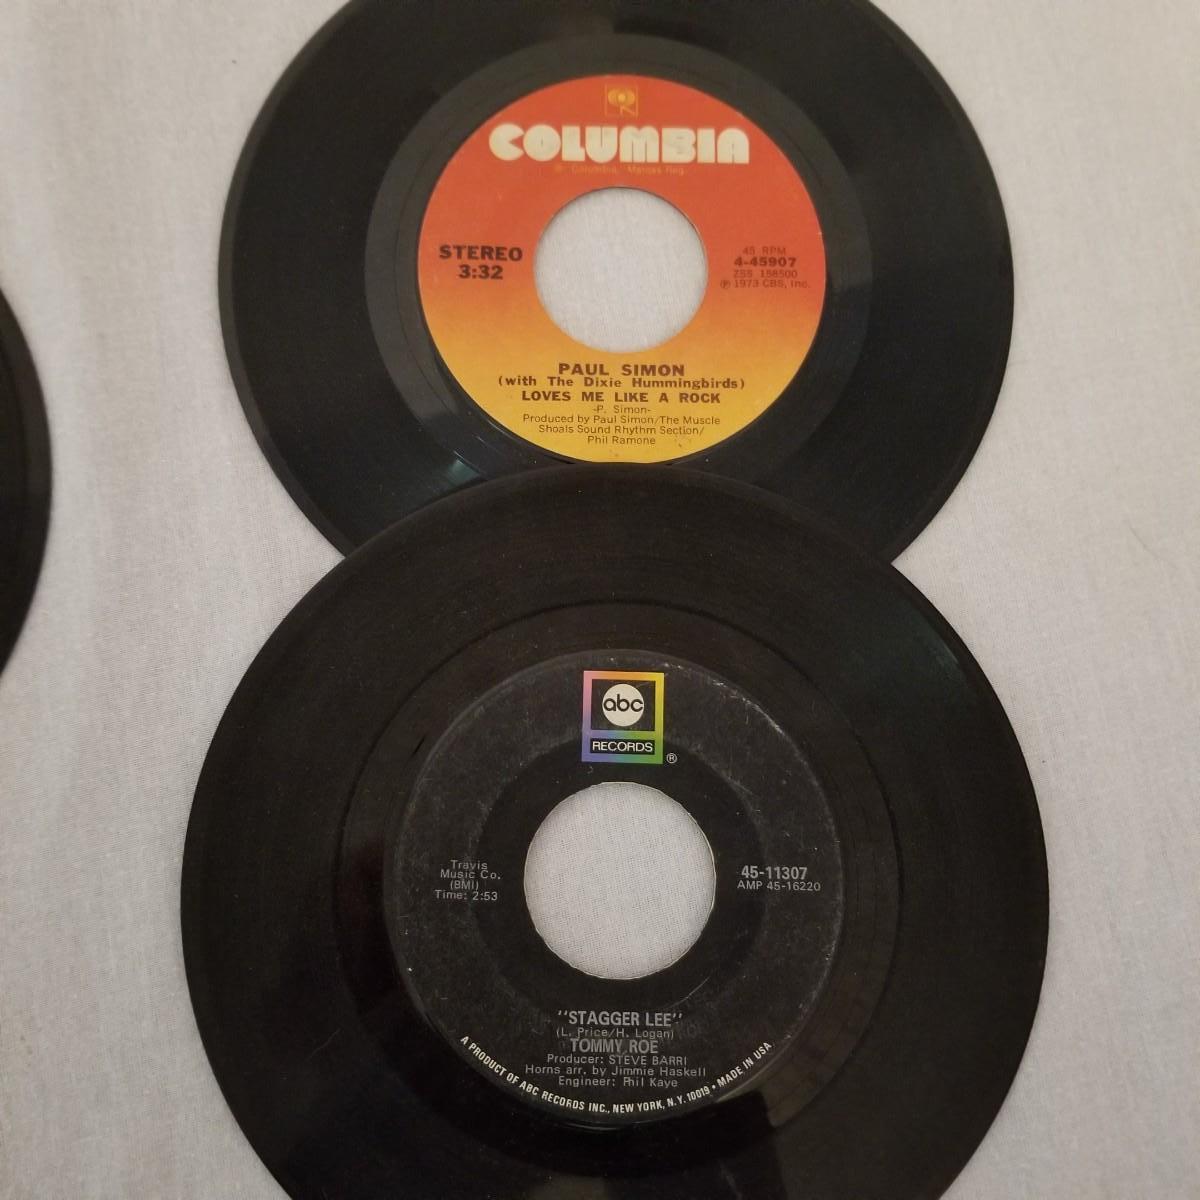 COLUMBIA
® "Columbia," Marcas Reg.
STEREO
3:32
45 RPM
4-45907
ZSS 158500
℗ 1973 CBS, Inc.
PAUL SIMON
(with The Dixie Hummingbirds)
LOVES ME LIKE A ROCK
-P. Simon-
Produced by Paul Simon/The Muscle
Shoals Sound Rhythm Section/
Phil Ramone
abc
RECORDS
®
Travis
Music Co.
(BMI)
Time: 2:53
45-11307
AMP 45-16220
"STAGGER LEE"
(L. Price/H. Logan)
TOMMY ROE
Producer: STEVE BARRI
Horns arr. by Jimmie Haskell
Engineer: Phil Kaye
A PRODUCT OF ABC RECORDS INC., NEW YORK, N.Y. 10019 • MADE IN USA